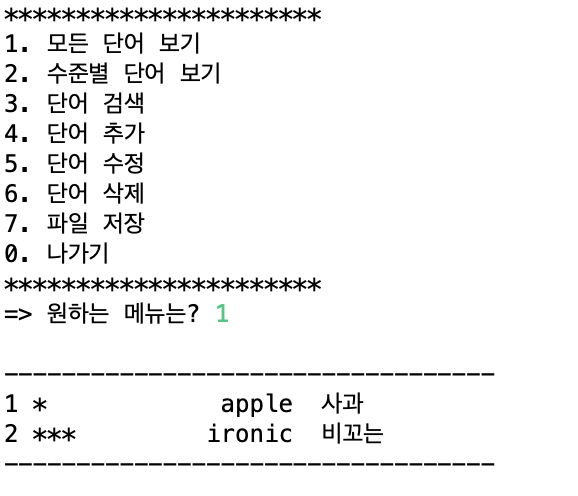 **********************
1. 모든 단어 보기
2. 수준별 단어 보기
3. 단어 검색
4. 단어 추가
5. 단어 수정
6. 단어 삭제
7. 파일 저장
0. 나가기
**********************
=> 원하는 메뉴는? 1
----------------------------------
1 * apple 사과
2 *** ironic 비꼬는
----------------------------------